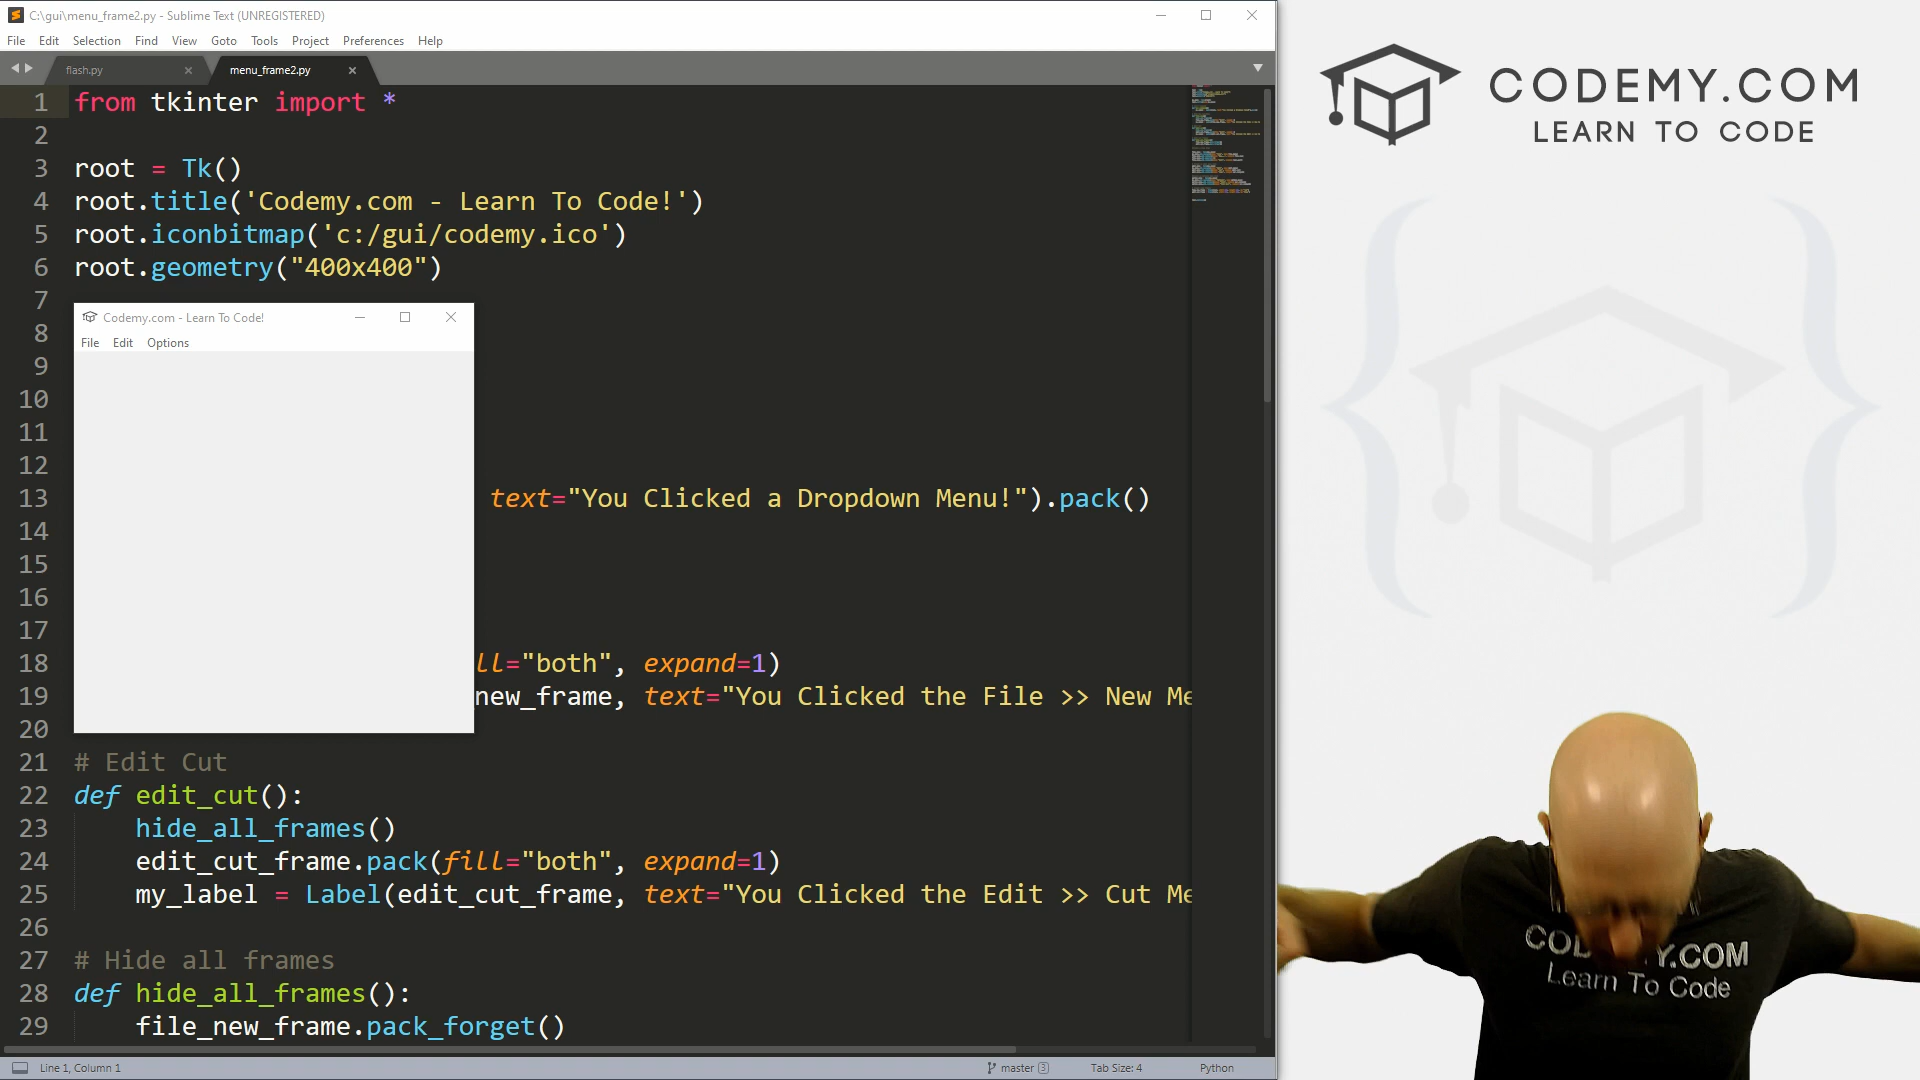 C:\gui\menu_frame2.py - Sublime Text (UNREGISTERED)
File Edit Selection Find View Goto Tools Project Preferences Help
flash.py menu_frame2.py
1 from tkinter import *
2
3 root = Tk()
4 root.title('Codemy.com - Learn To Code!')
5 root.iconbitmap('c:/gui/codemy.ico')
6 root.geometry("400x400")
7
Codemy.com - Learn To Code!
8
File Edit Options
9
10
11
12
13 text="You Clicked a Dropdown Menu!").pack()
14
15
16
17
18 ll="both", expand=1)
19 new_frame, text="You Clicked the File >> New Me
20
21 # Edit Cut
22 def edit_cut():
23 hide_all_frames()
24 edit_cut_frame.pack(fill="both", expand=1)
25 my_label = Label(edit_cut_frame, text="You Clicked the Edit >> Cut Me
26
27 # Hide all frames
28 def hide_all_frames():
29 file_new_frame.pack_forget()
Line 1, Column 1 master 3 Tab Size: 4 Python
CODEMY.COM
LEARN TO CODE
COD Y.COM
Learn To Code